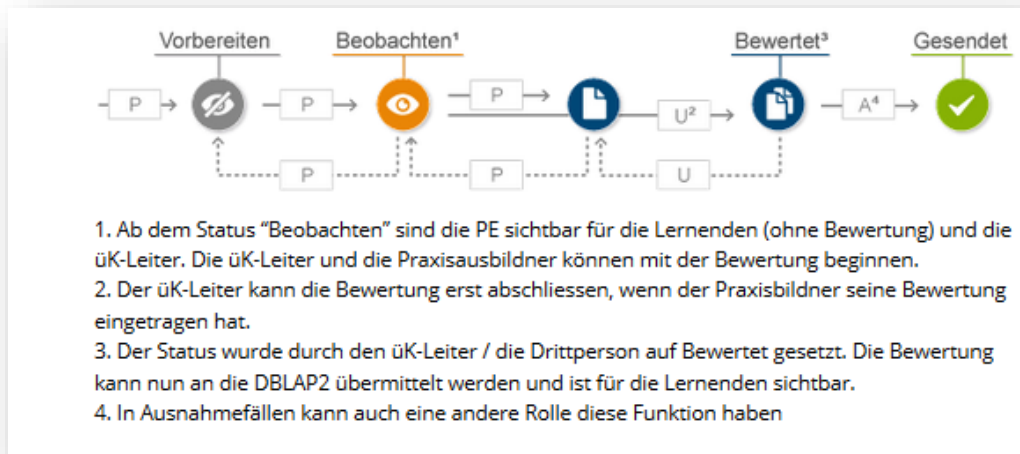 Vorbereiten Beobachten¹ Bewertet³ Gesendet
P P P U² A⁴
P P U
1. Ab dem Status “Beobachten” sind die PE sichtbar für die Lernenden (ohne Bewertung) und die
üK-Leiter. Die üK-Leiter und die Praxisausbildner können mit der Bewertung beginnen.
2. Der üK-Leiter kann die Bewertung erst abschliessen, wenn der Praxisbildner seine Bewertung
eingetragen hat.
3. Der Status wurde durch den üK-Leiter / die Drittperson auf Bewertet gesetzt. Die Bewertung
kann nun an die DBLAP2 übermittelt werden und ist für die Lernenden sichtbar.
4. In Ausnahmefällen kann auch eine andere Rolle diese Funktion haben